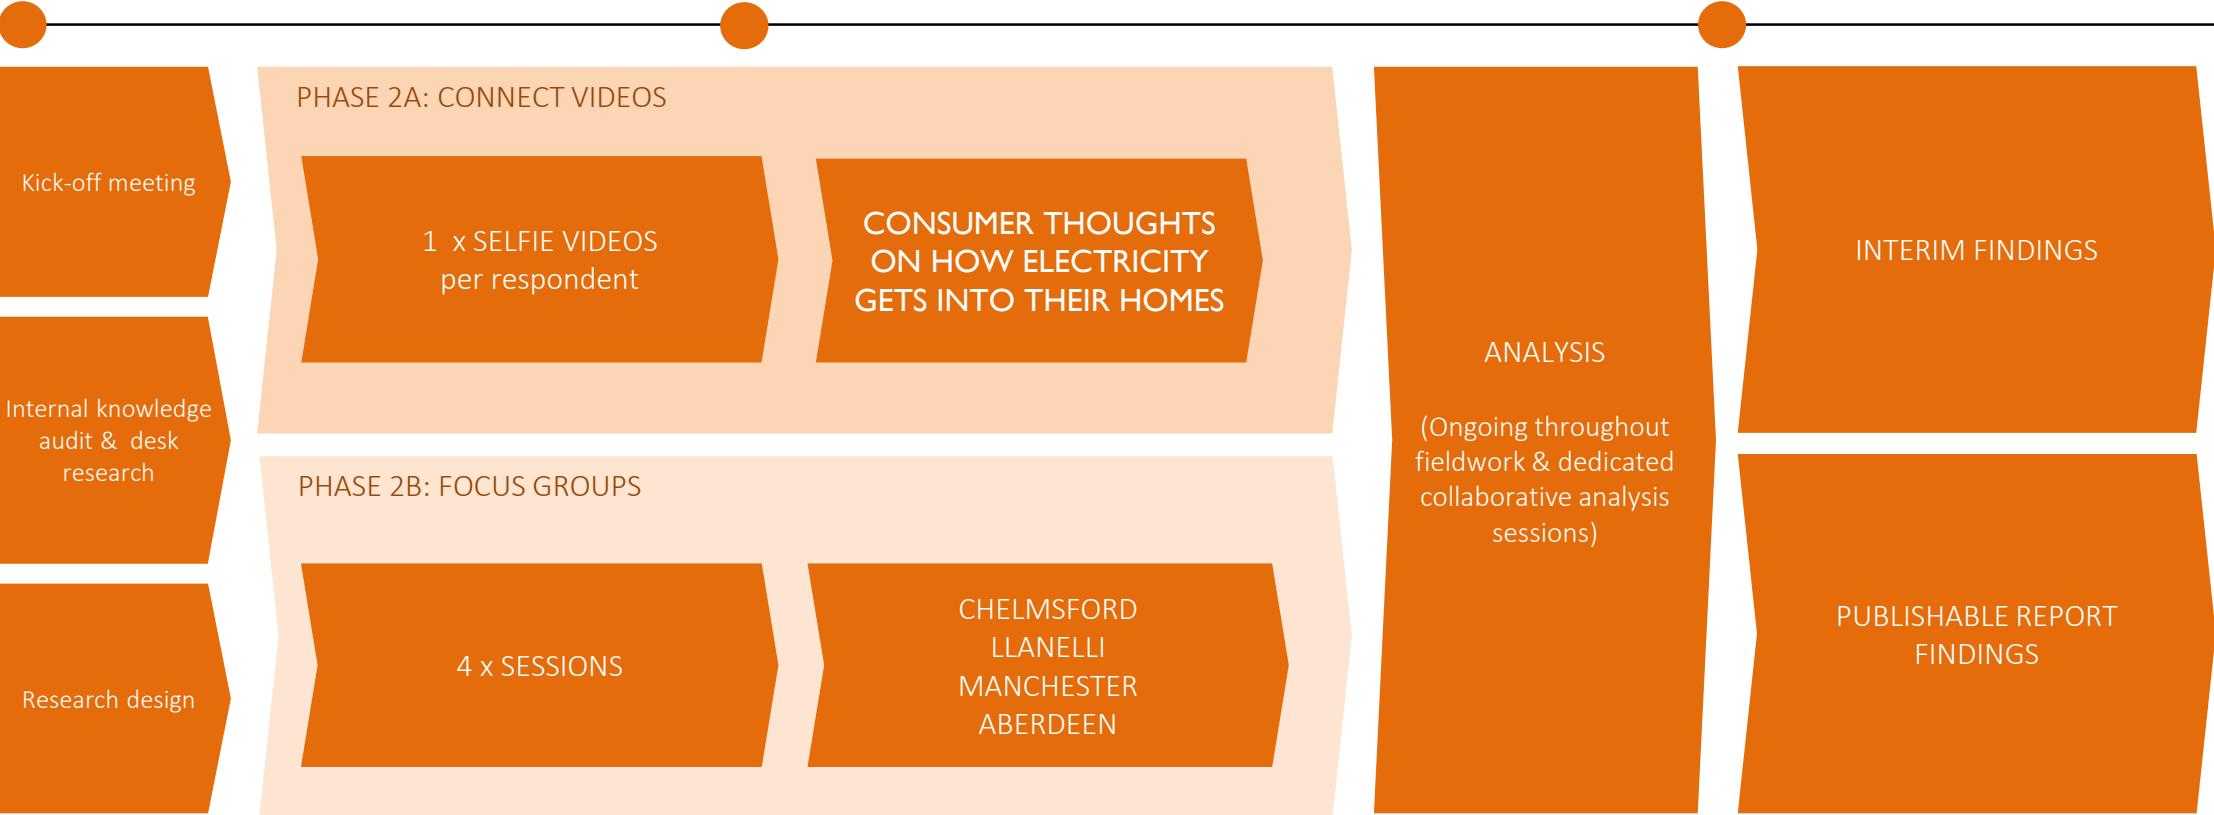 Kick-off meeting
Internal knowledge
audit & desk
research
Research design
PHASE 2A: CONNECT VIDEOS
1 x SELFIE VIDEOS
per respondent
CONSUMER THOUGHTS
ON HOW ELECTRICITY
GETS INTO THEIR HOMES
PHASE 2B: FOCUS GROUPS
4 x SESSIONS
CHELMSFORD
LLANELLI
MANCHESTER
ABERDEEN
ANALYSIS
(Ongoing throughout
fieldwork & dedicated
collaborative analysis
sessions)
INTERIM FINDINGS
PUBLISHABLE REPORT
FINDINGS